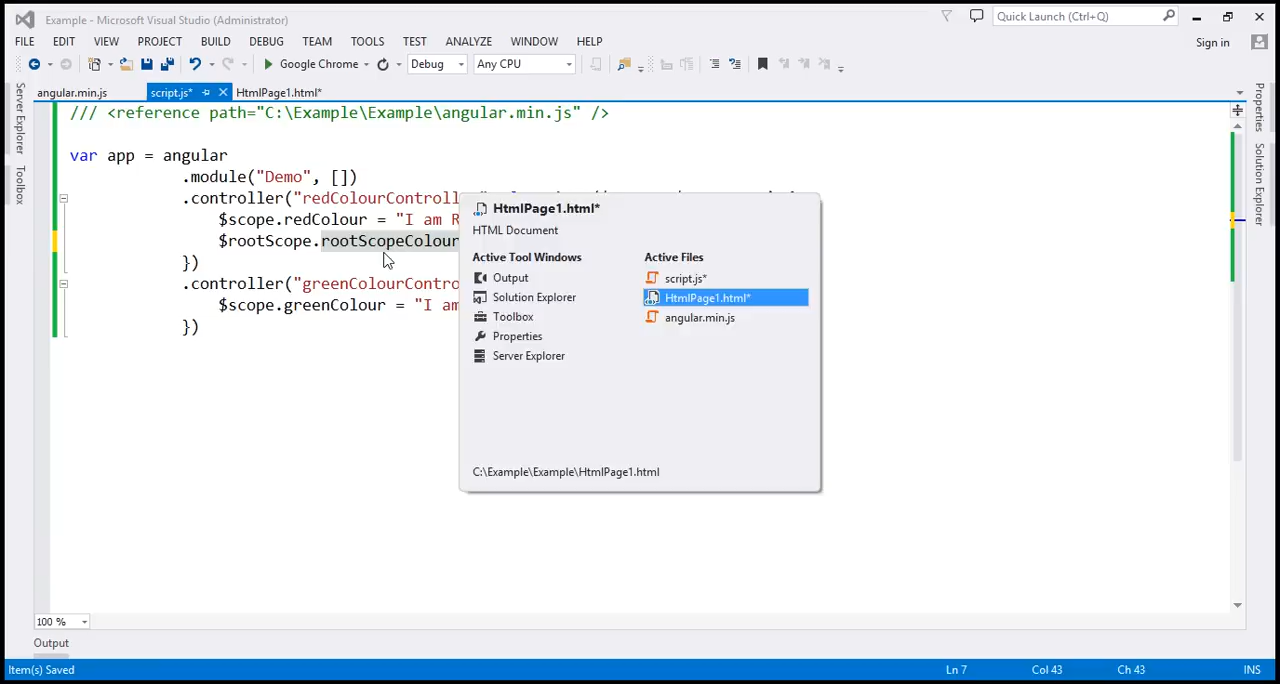 Example - Microsoft Visual Studio (Administrator)
Quick Launch (Ctrl+Q)
FILE EDIT VIEW PROJECT BUILD DEBUG TEAM TOOLS TEST ANALYZE WINDOW HELP
Sign in
Google Chrome Debug Any CPU
angular.min.js script.js* HtmlPage1.html*
Server Explorer
Toolbox
Properties
Solution Explorer
/// <reference path="C:\Example\Example\angular.min.js" />
var app = angular
.module("Demo", [])
.controller("redColourControll
$scope.redColour = "I am R
$rootScope.rootScopeColour
})
.controller("greenColourContro
$scope.greenColour = "I am
})
HtmlPage1.html*
HTML Document
Active Tool Windows
Output
Solution Explorer
Toolbox
Properties
Server Explorer
Active Files
script.js*
HtmlPage1.html*
angular.min.js
C:\Example\Example\HtmlPage1.html
100 %
Output
Item(s) Saved Ln 7 Col 43 Ch 43 INS